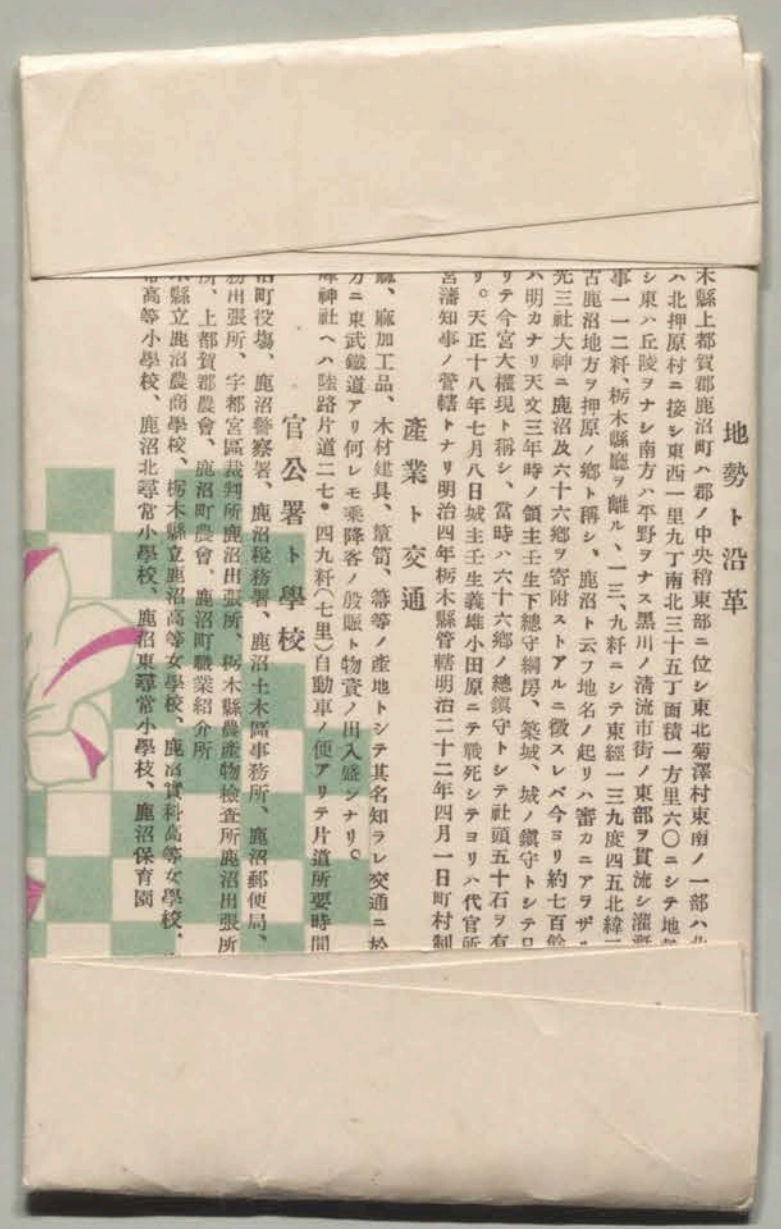 地勢ト沿革
木縣上都賀郡鹿沼町ハ郡ノ中央稍東部ニ位シ東北菊澤村東南ノ一部ハ北
ハ北押原村ニ接シ東西一里九丁南北三十五丁面積一方里六〇ニシテ地勢
シ東ハ丘陵ヲナシ南方ハ平野ヲナス黒川ノ清流市街ノ東部ヲ貫流シ灌漑
事一一二粁、栃木縣廳ヲ離ル、一三、九粁ニシテ東經一三九度四五北緯三
古鹿沼地方ヲ押原ノ鄕ト稱シ、鹿沼ト云フ地名ノ起リハ審カニアラザル
光三社大神ニ鹿沼及六十六鄕ヲ寄附ストアルニ徴スレバ今ヨリ約七百餘
ハ明カナリ天文三年時ノ領主壬生下總守綱房、築城、城ノ鎭守トシテ日
リテ今宮大權現ト稱シ、當時ハ六十六鄕ノ總鎭守トシテ社頭五十石ヲ有
リ。天正十八年七月八日城主壬生義雄小田原ニテ戰死シテヨリハ代官所
宮藩知事ノ管轄トナリ明治四年栃木縣管轄明治二十二年四月一日町村制
產業ト交通
麻、麻加工品、木材建具、簞笥、箒等ノ產地トシテ其名知ラレ交通ニ於
方ニ東武鐵道アリ何レモ乘降客ノ殷賑ト物資ノ出入盛ンナリ。
峰神社ヘハ陸路片道二七・四九粁(七里)自動車ノ便アリテ片道所要時間
官公署ト學校
沼町役塲、鹿沼警察署、鹿沼稅務署、鹿沼土木區事務所、鹿沼郵便局、
務出張所、宇都宮區裁判所鹿沼出張所、栃木縣農產物檢査所鹿沼出張所
所、上都賀郡農會、鹿沼町農會、鹿沼町職業紹介所
木縣立鹿沼農商學校、栃木縣立鹿沼高等女學校、鹿沼實科高等女學校、
常高等小學校、鹿沼北尋常小學校、鹿沼東尋常小學校、鹿沼保育園